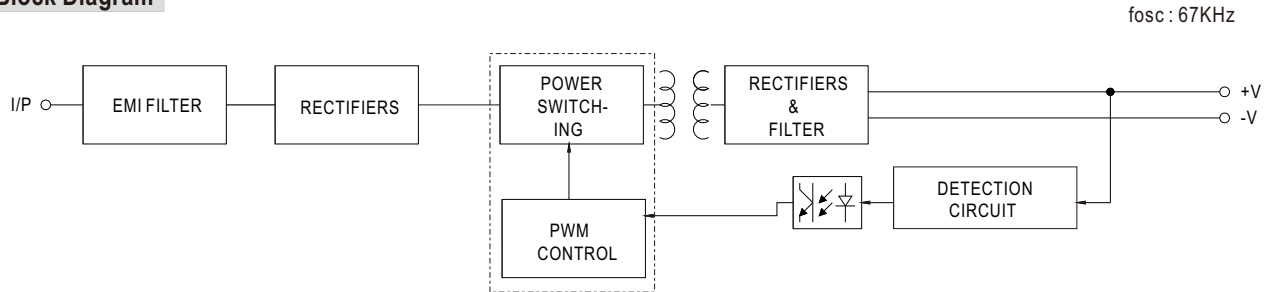 Block Diagram
fosc : 67KHz
I/P
EMI FILTER
RECTIFIERS
POWER
SWITCH-
ING
RECTIFIERS
&
FILTER
+V
-V
PWM
CONTROL
DETECTION
CIRCUIT